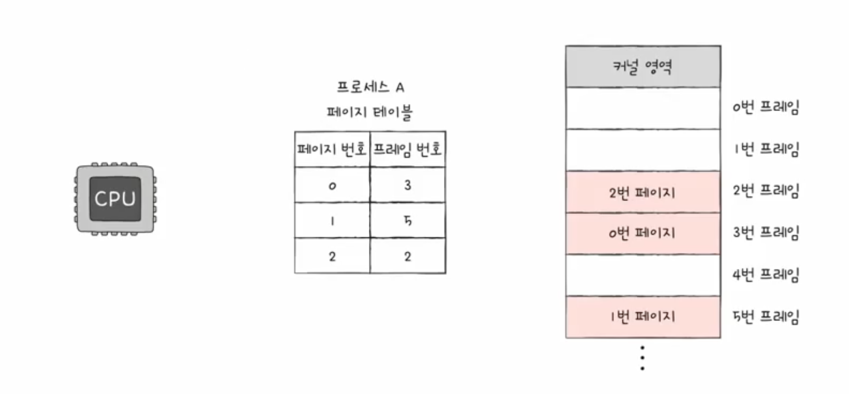 CPU
프로세스 A
페이지 테이블
페이지 번호 프레임 번호
0 3
1 5
2 2
커널 영역
0번 프레임
1번 프레임
2번 페이지 2번 프레임
0번 페이지 3번 프레임
4번 프레임
1번 페이지 5번 프레임